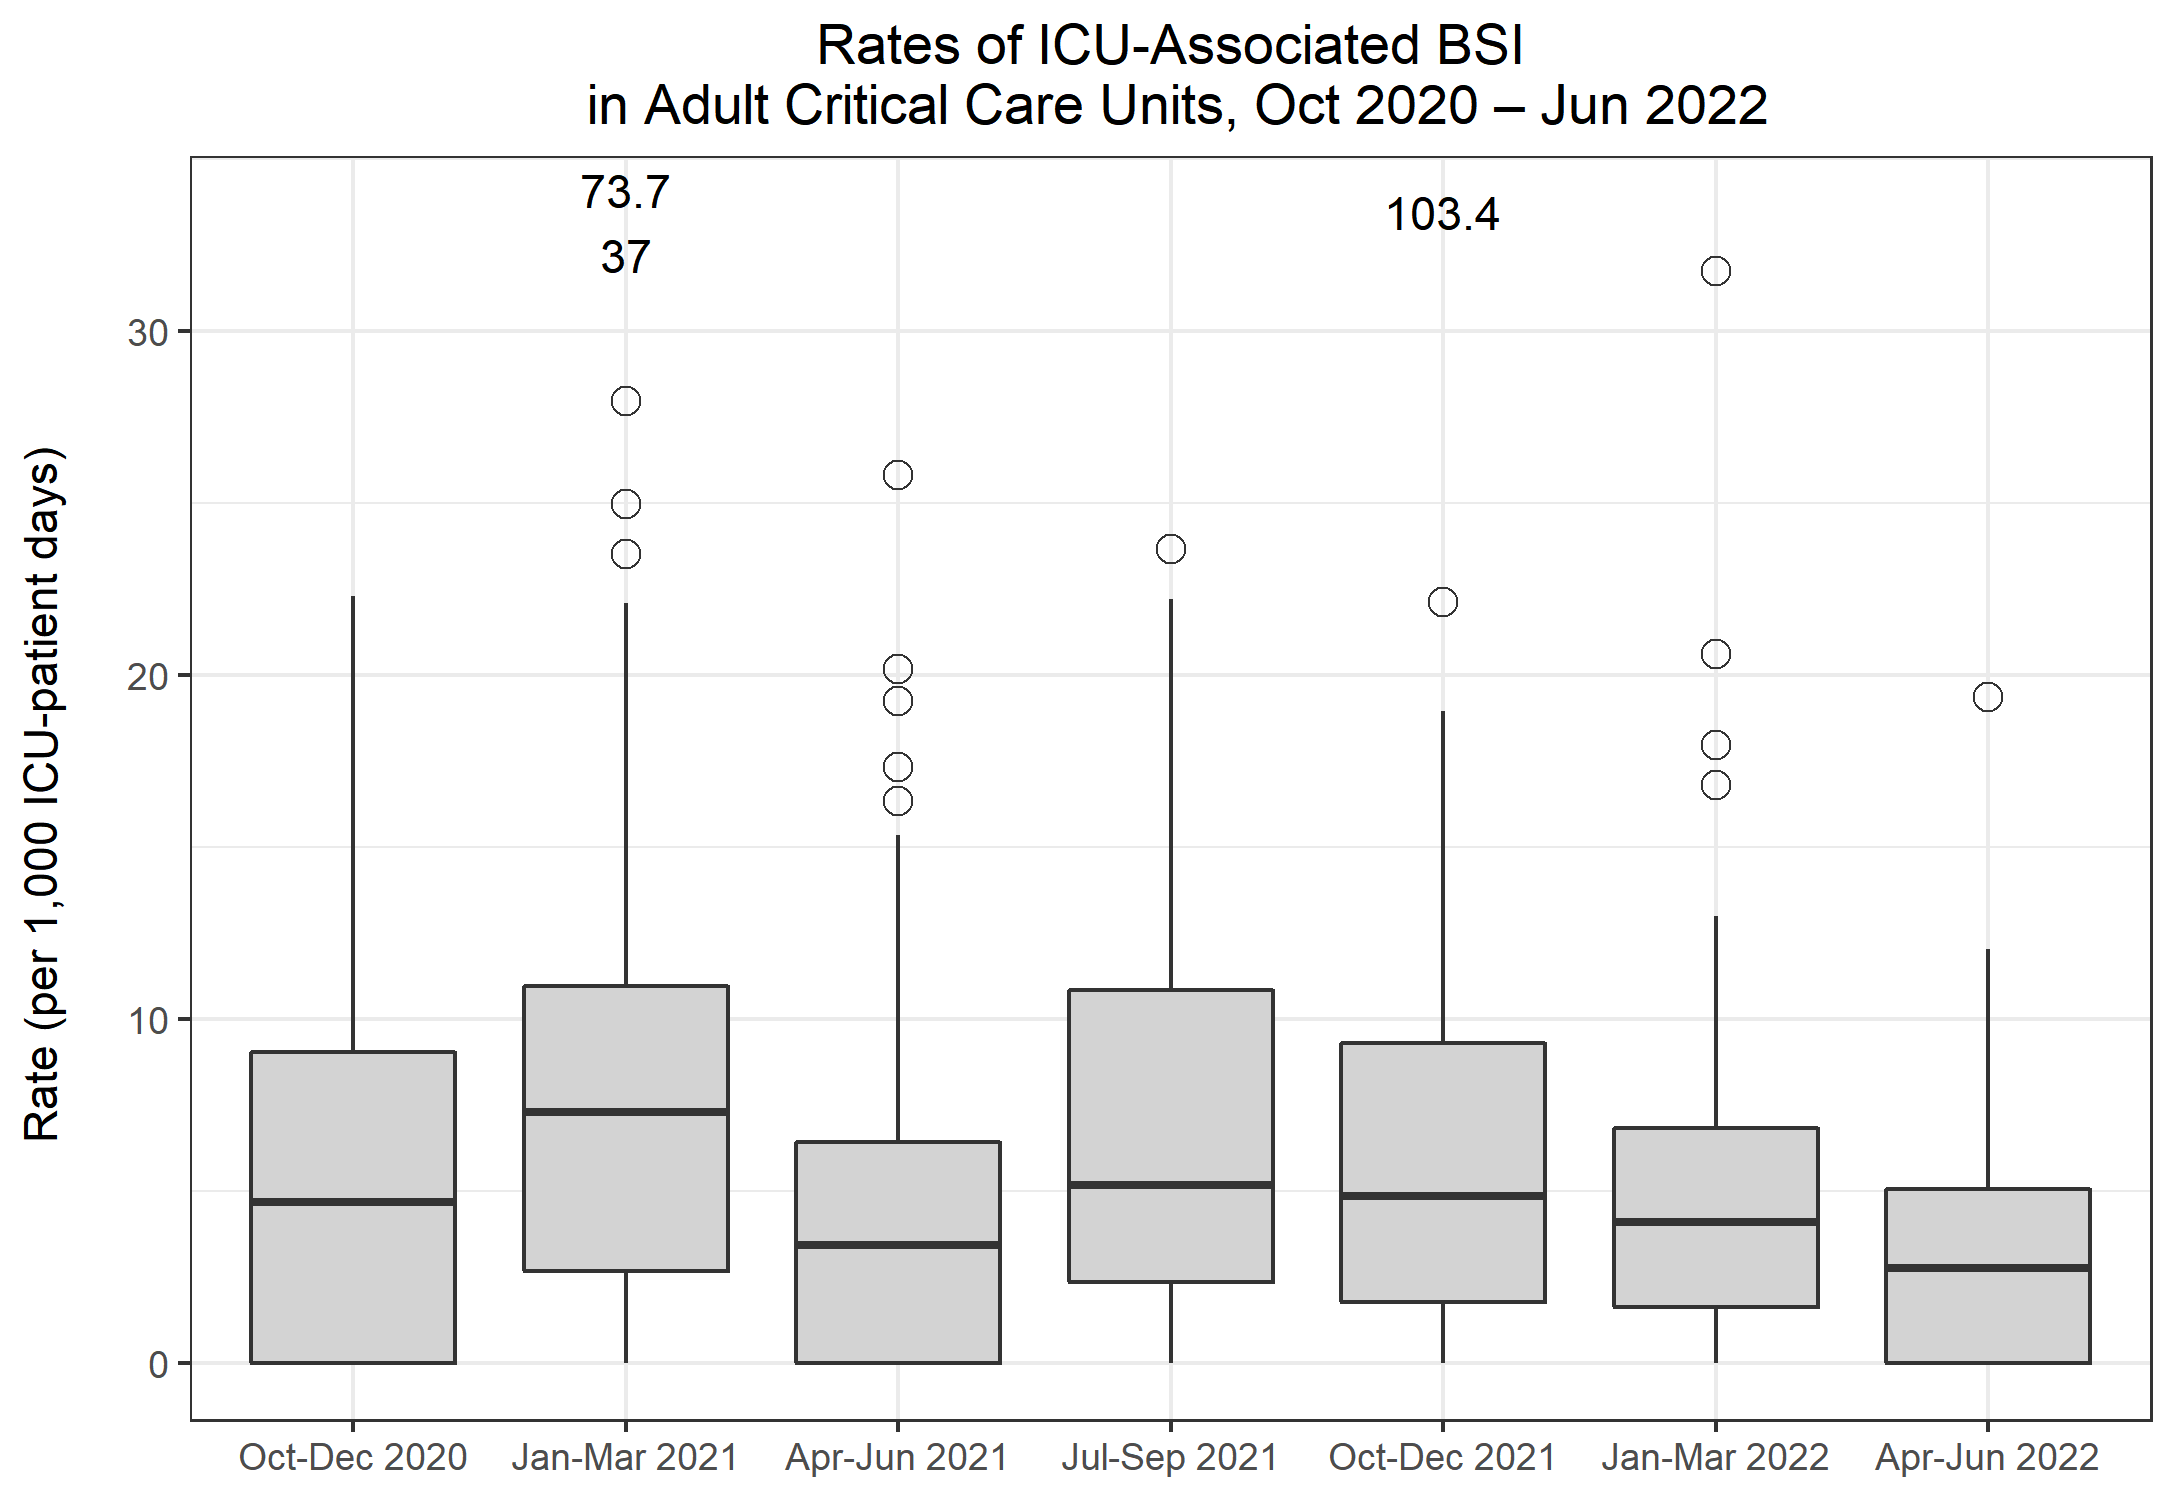 Rates of ICU-Associated BSI
in Adult Critical Care Units, Oct 2020 – Jun 2022
73.7
103.4
37
30
20
10
0
Rate (per 1,000 ICU-patient days)
Oct-Dec 2020
Jan-Mar 2021
Apr-Jun 2021
Jul-Sep 2021
Oct-Dec 2021
Jan-Mar 2022
Apr-Jun 2022